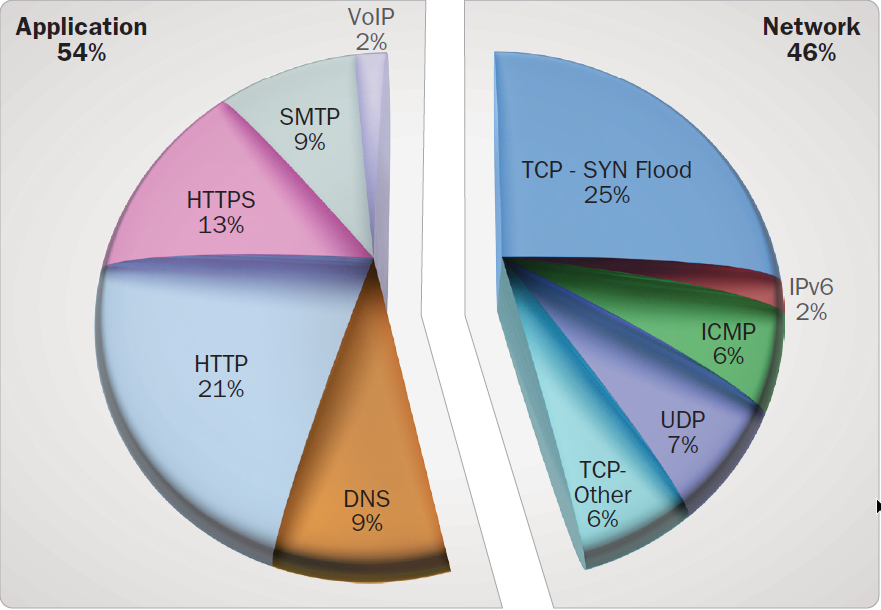 Application
54%
VoIP
2%
SMTP
9%
HTTPS
13%
HTTP
21%
DNS
9%
Network
46%
TCP - SYN Flood
25%
IPv6
2%
ICMP
6%
UDP
7%
TCP-
Other
6%